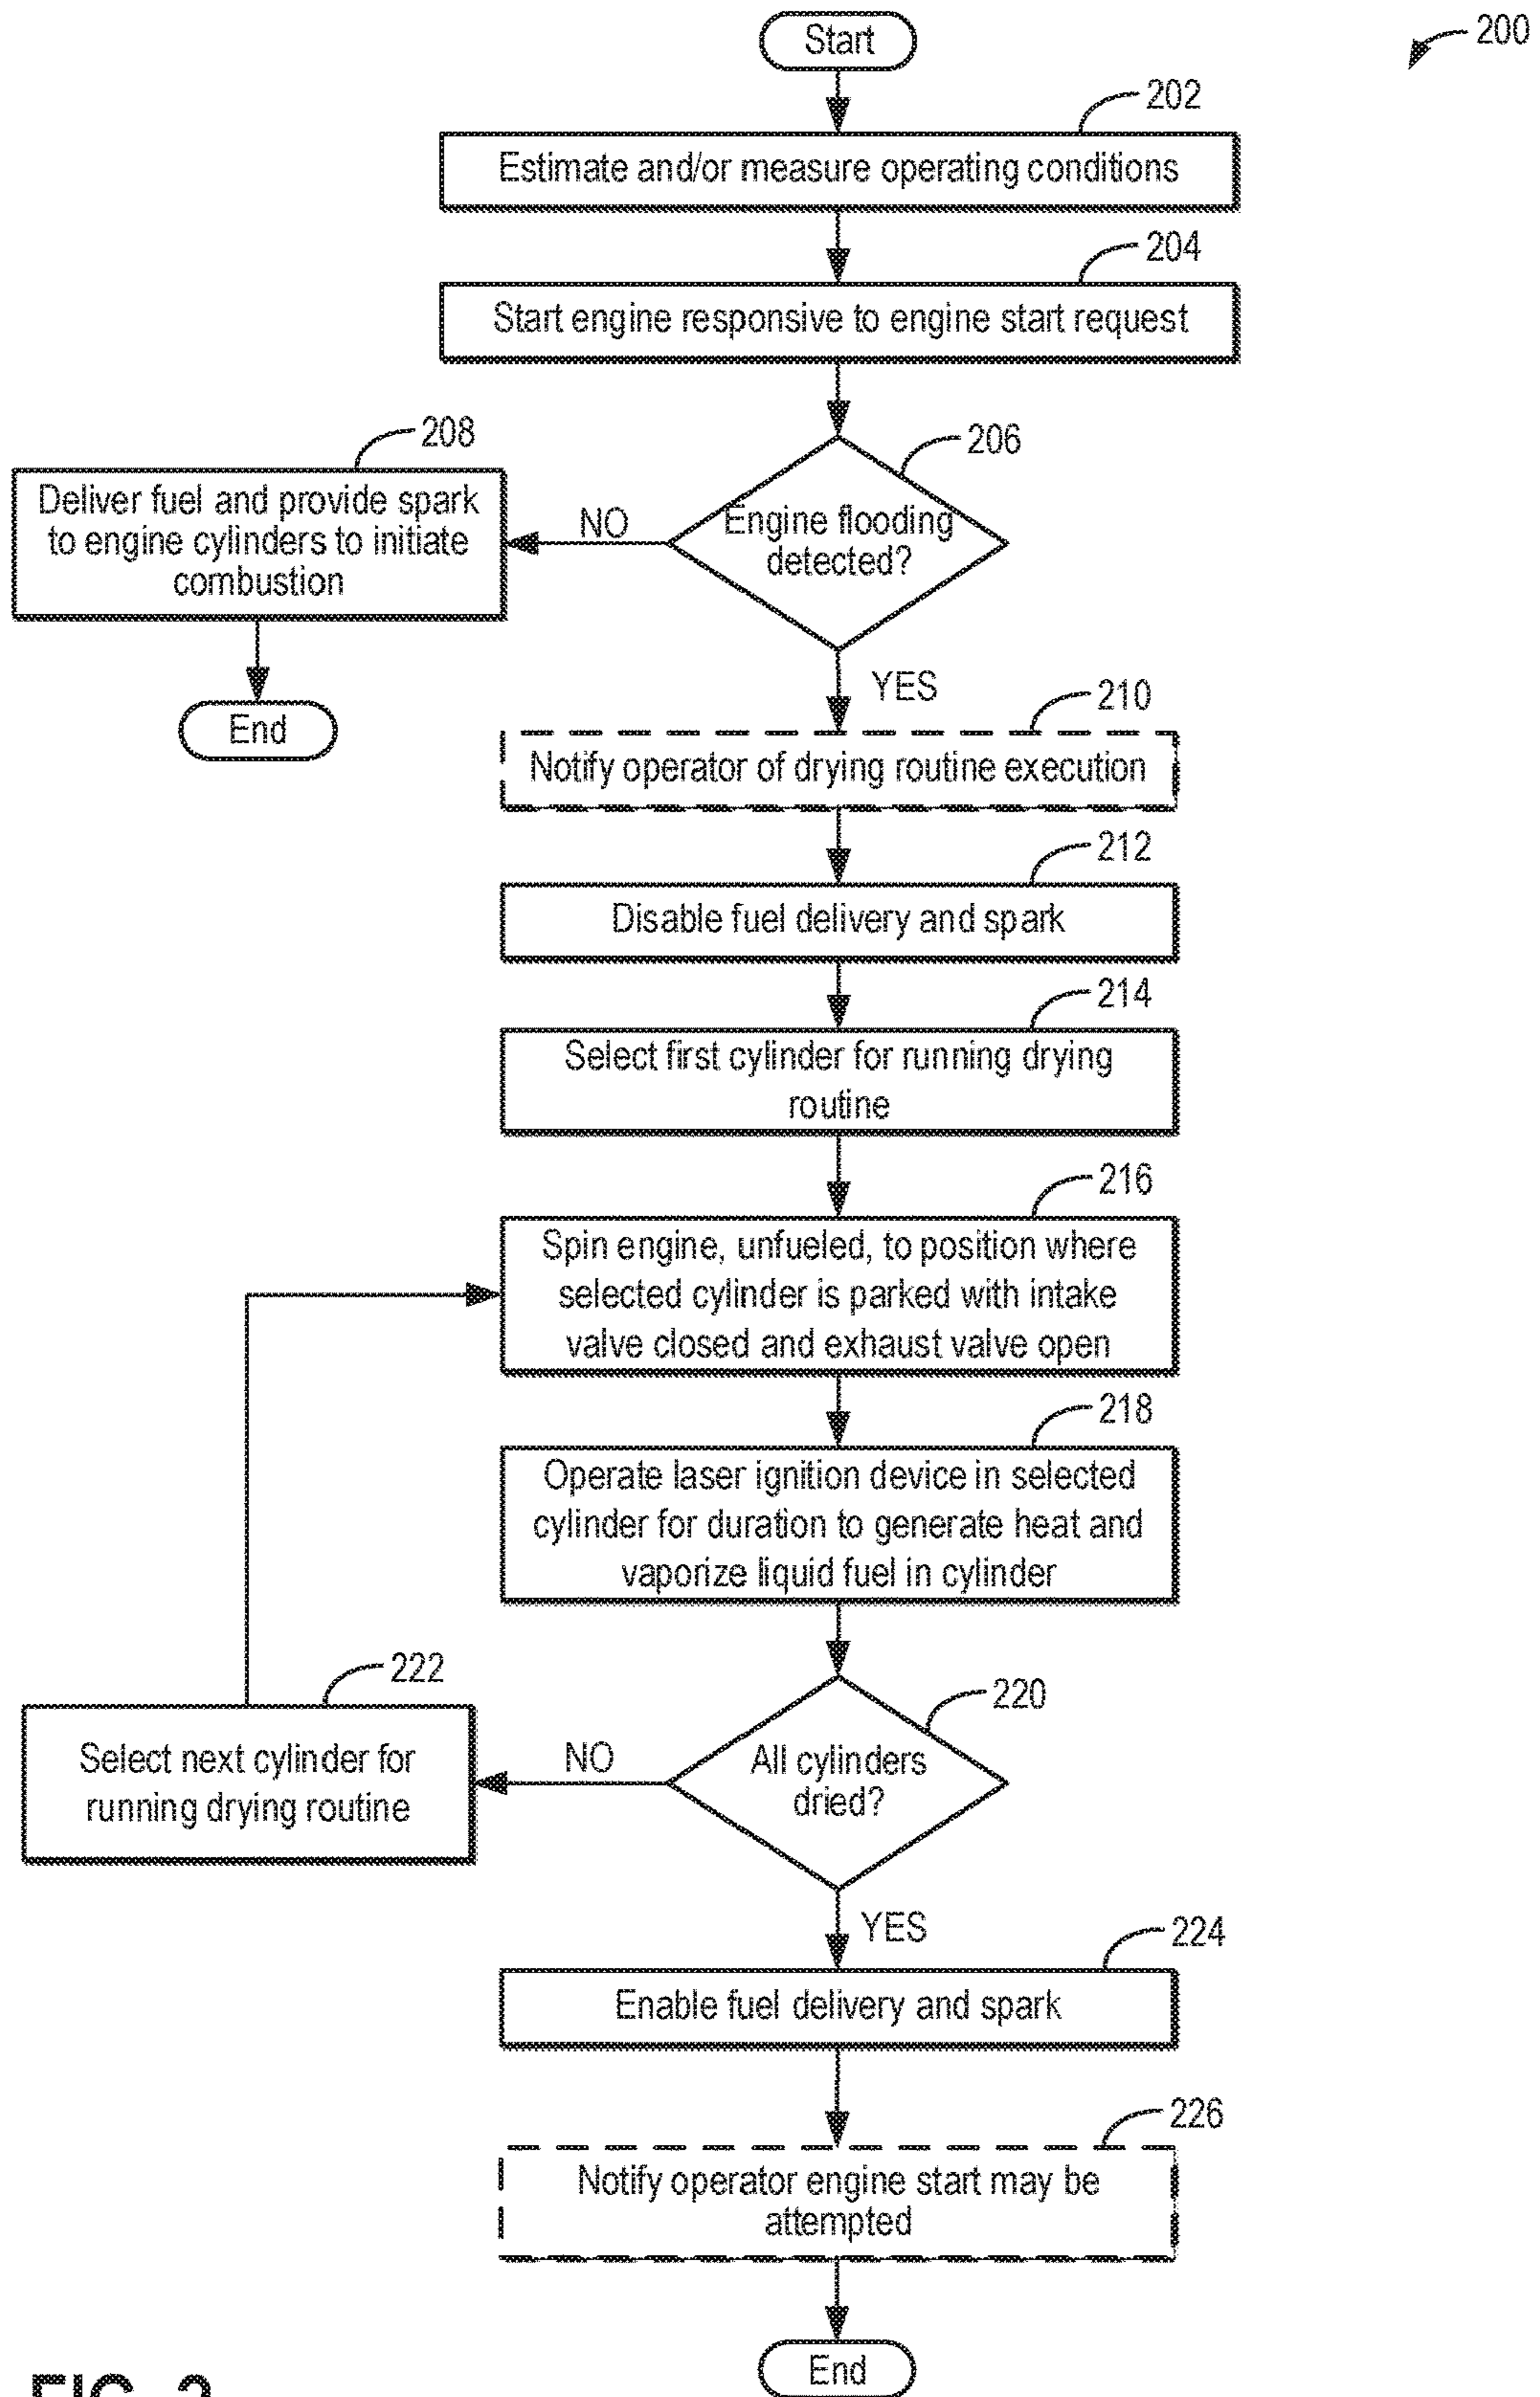 Start
200
202
Estimate and/or measure operating conditions
204
Start engine responsive to engine start request
206
Engine flooding
detected?
NO
208
Deliver fuel and provide spark
to engine cylinders to initiate
combustion
End
YES
210
Notify operator of drying routine execution
212
Disable fuel delivery and spark
214
Select first cylinder for running drying
routine
216
Spin engine, unfueled, to position where
selected cylinder is parked with intake
valve closed and exhaust valve open
218
Operate laser ignition device in selected
cylinder for duration to generate heat and
vaporize liquid fuel in cylinder
220
All cylinders
dried?
NO
222
Select next cylinder for
running drying routine
YES
224
Enable fuel delivery and spark
226
Notify operator engine start may be
attempted
End
FIG.